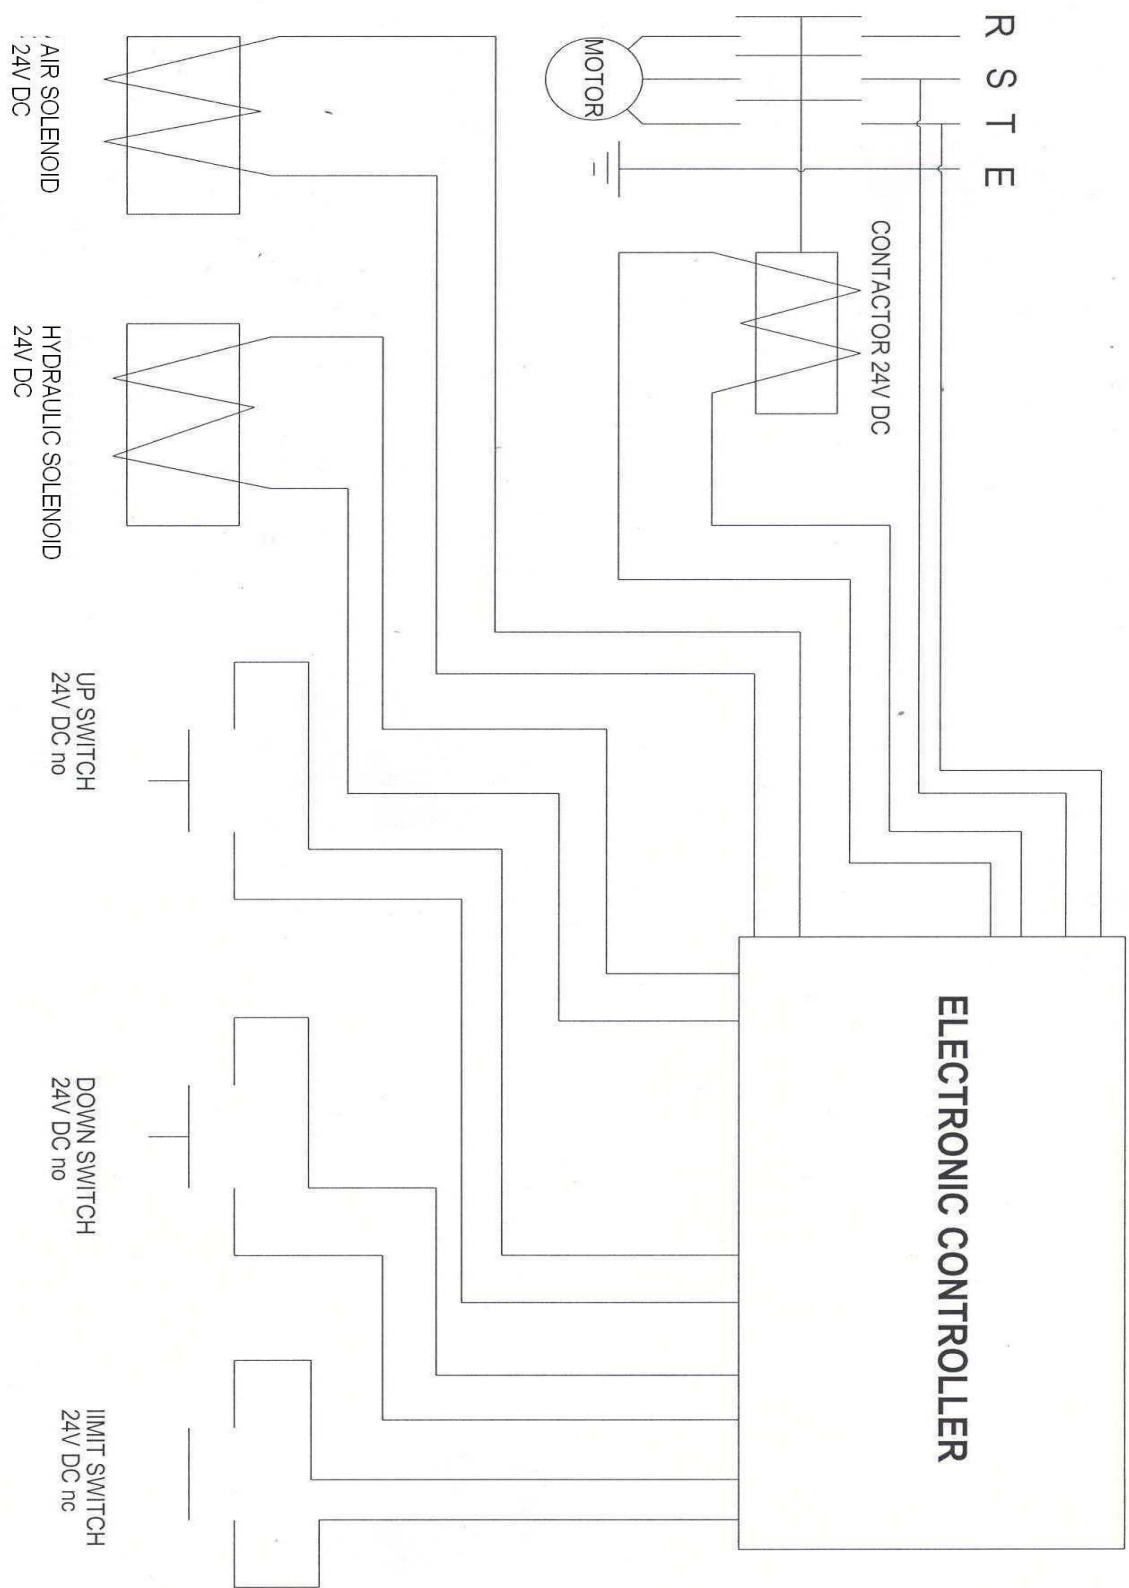 R
S
T
E
MOTOR
CONTACTOR 24V DC
AIR SOLENOID
24V DC
HYDRAULIC SOLENOID
24V DC
UP SWITCH
24V DC no
DOWN SWITCH
24V DC no
lIMIT SWITCH
24V DC nc
ELECTRONIC CONTROLLER